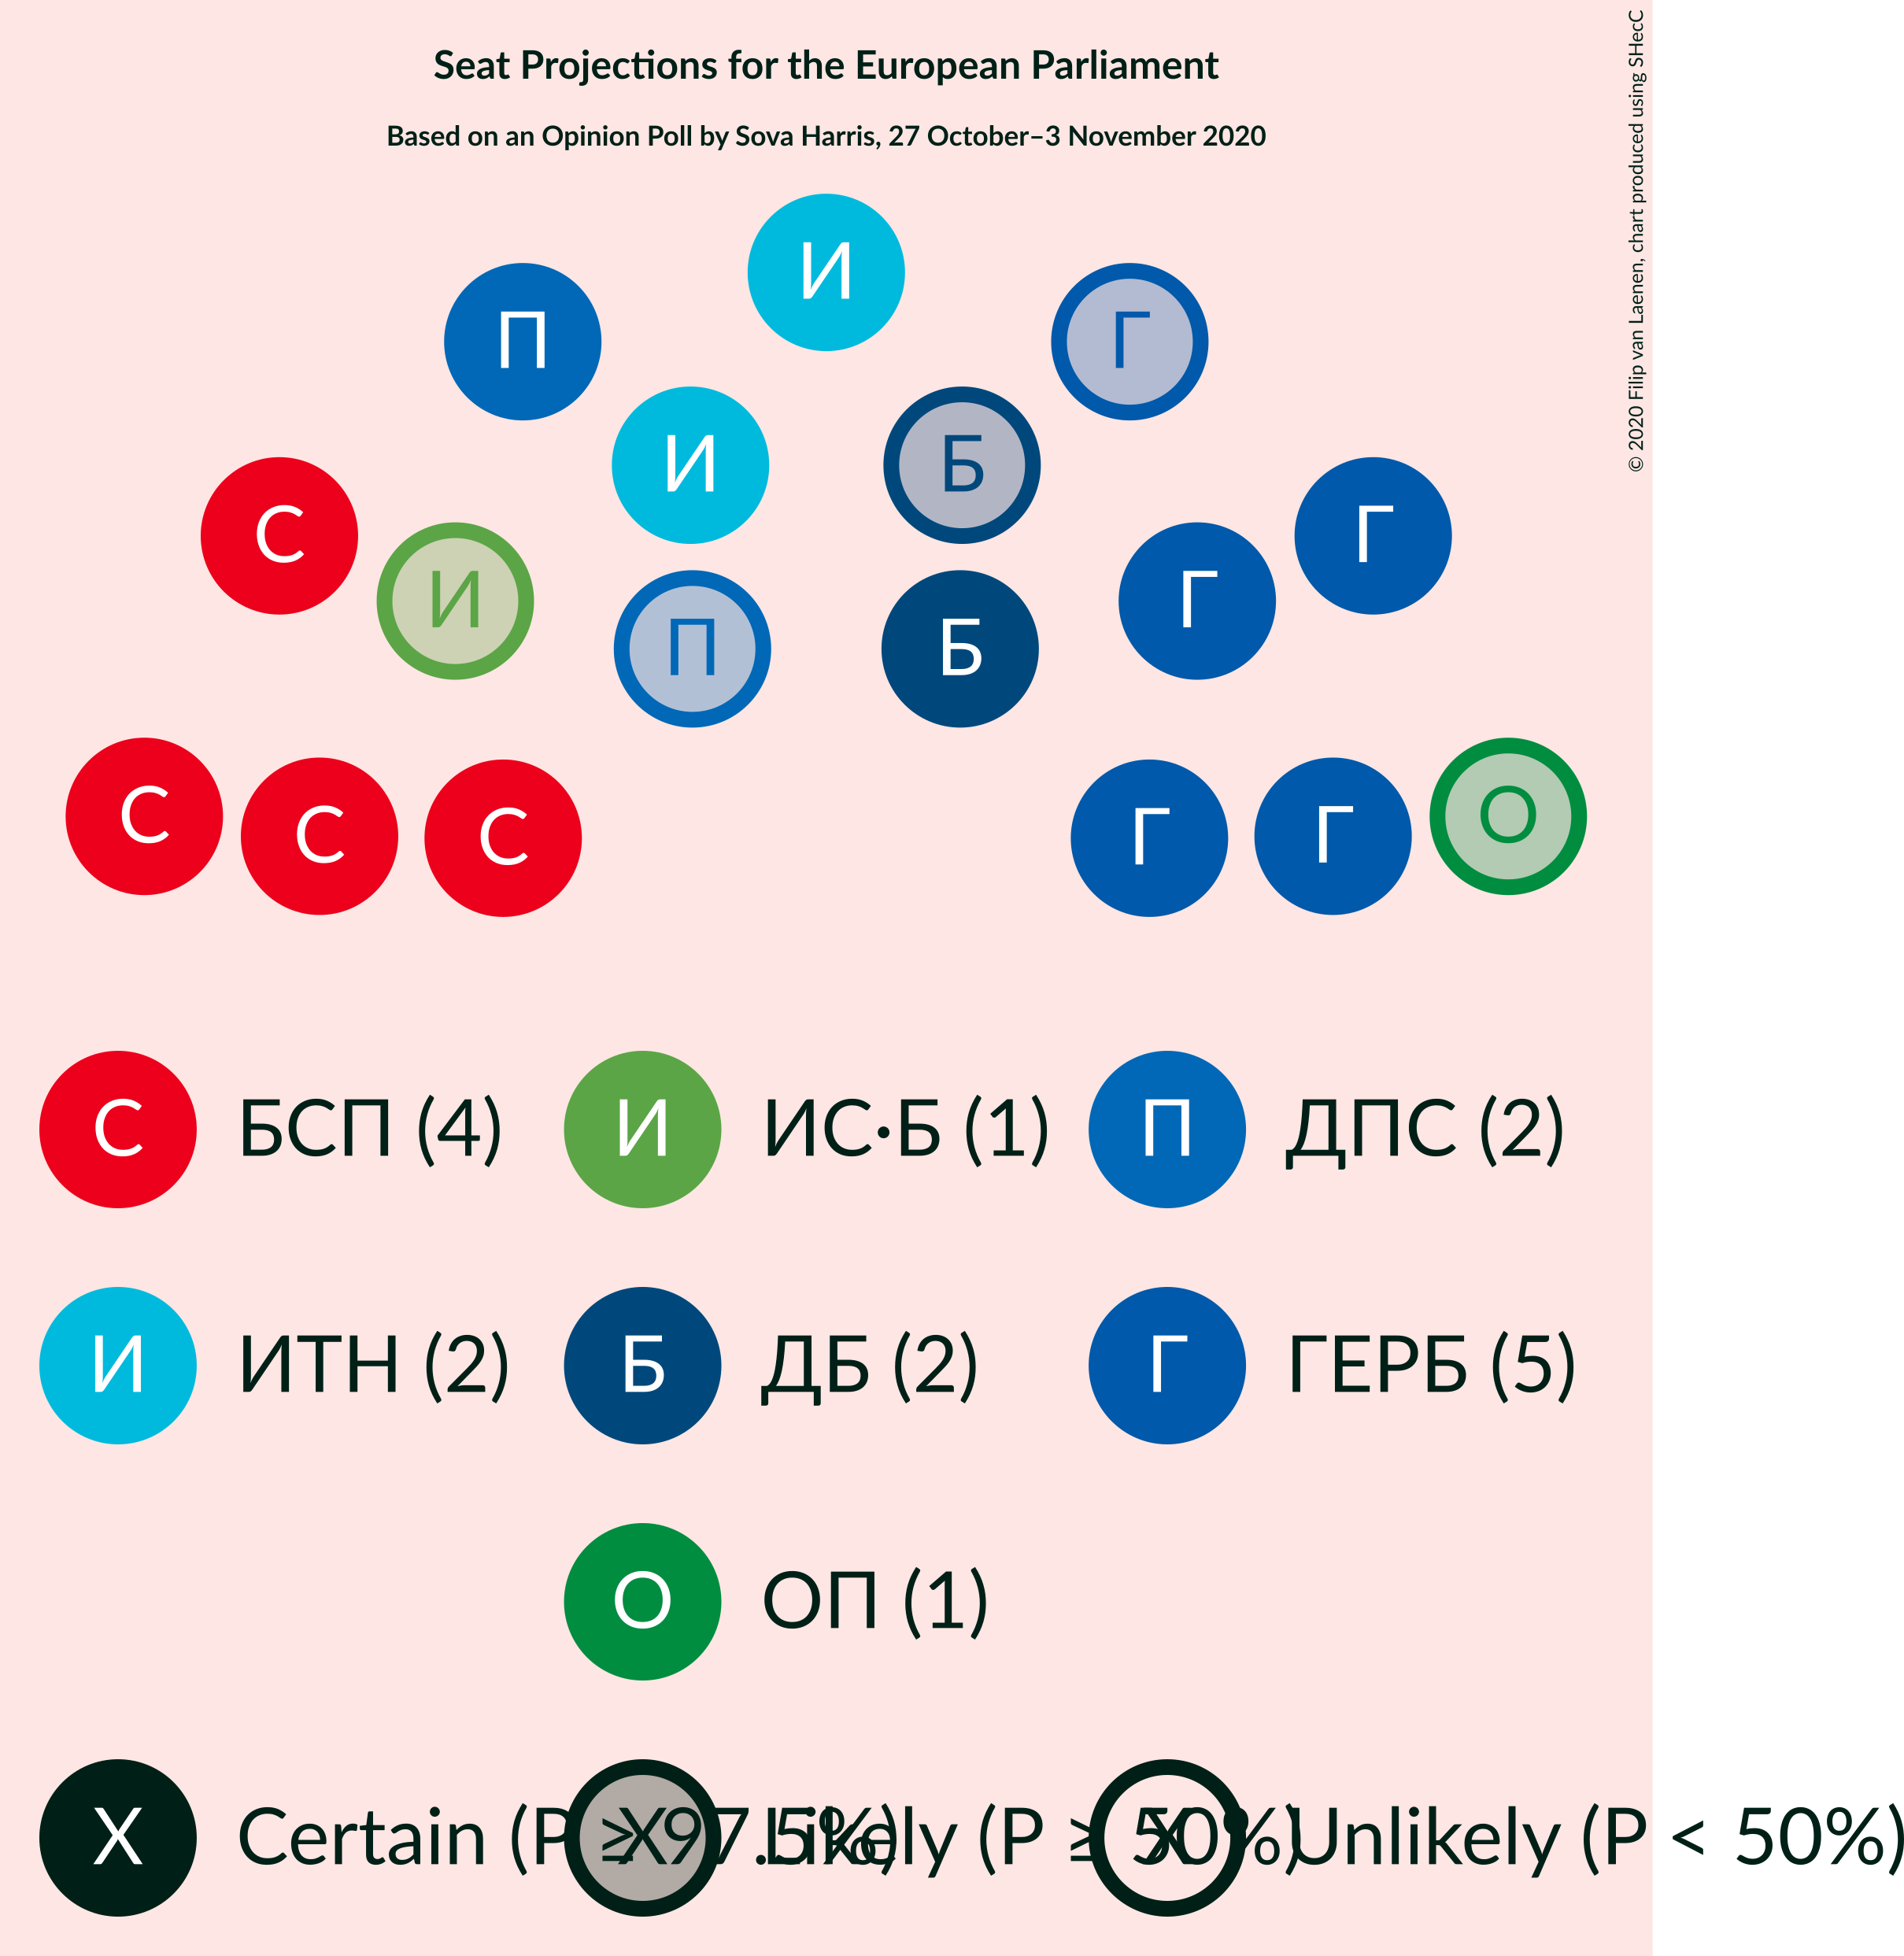 Seat Projections for the European Parliament
Based on an Opinion Poll by Sova Harris, 27 October–3 November 2020
© 2020 Filip van Laenen, chart produced using SHecC
И
П Г
И Б
С Г
И Г
П Б
С О
С С Г Г
С БСП (4) И ИС·Б (1) П ДПС (2)
И ИТН (2) Б ДБ (2) Г ГЕРБ (5)
О ОП (1)
X Certain (P ≥ 97.5%) X Likely (P ≥ 50%) X Unlikely (P < 50%)